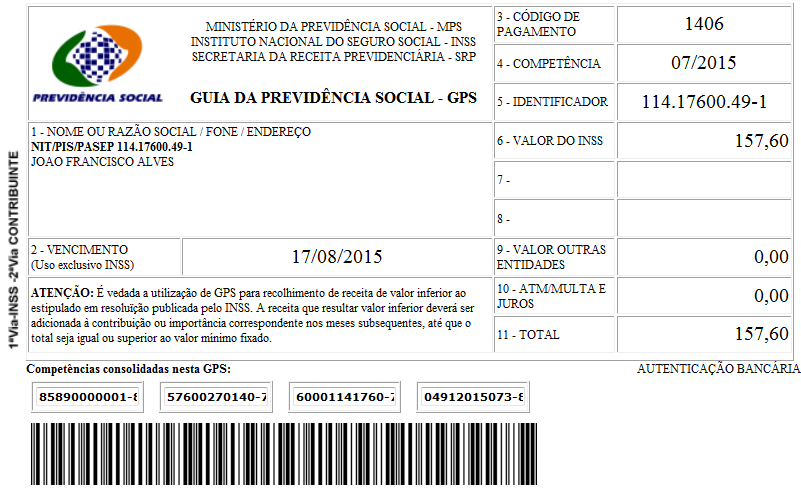 PREVIDÊNCIA SOCIAL
MINISTÉRIO DA PREVIDÊNCIA SOCIAL - MPS
INSTITUTO NACIONAL DO SEGURO SOCIAL - INSS
SECRETARIA DA RECEITA PREVIDENCIÁRIA - SRP
GUIA DA PREVIDÊNCIA SOCIAL - GPS
3 - CÓDIGO DE
PAGAMENTO
1406
4 - COMPETÊNCIA
07/2015
5 - IDENTIFICADOR
114.17600.49-1
1 - NOME OU RAZÃO SOCIAL / FONE / ENDEREÇO
NIT/PIS/PASEP 114.17600.49-1
JOAO FRANCISCO ALVES
6 - VALOR DO INSS
157,60
7 -
8 -
2 - VENCIMENTO
(Uso exclusivo INSS)
17/08/2015
9 - VALOR OUTRAS
ENTIDADES
0,00
ATENÇÃO: É vedada a utilização de GPS para recolhimento de receita de valor inferior ao
estipulado em resoluïção publicada pelo INSS. A receita que resultar valor inferior deverá ser
adicionada à contribuição ou importância correspondente nos meses subsequentes, até que o
total seja igual ou superior ao valor mínimo fixado.
10 - ATM/MULTA E
JUROS
0,00
11 - TOTAL
157,60
1ªVia-INSS -2ªVia CONTRIBUINTE
Competências consolidadas nesta GPS:
AUTENTICAÇÃO BANCÁRIA
85890000001-8 57600270140-7 60001141760-7 04912015073-8